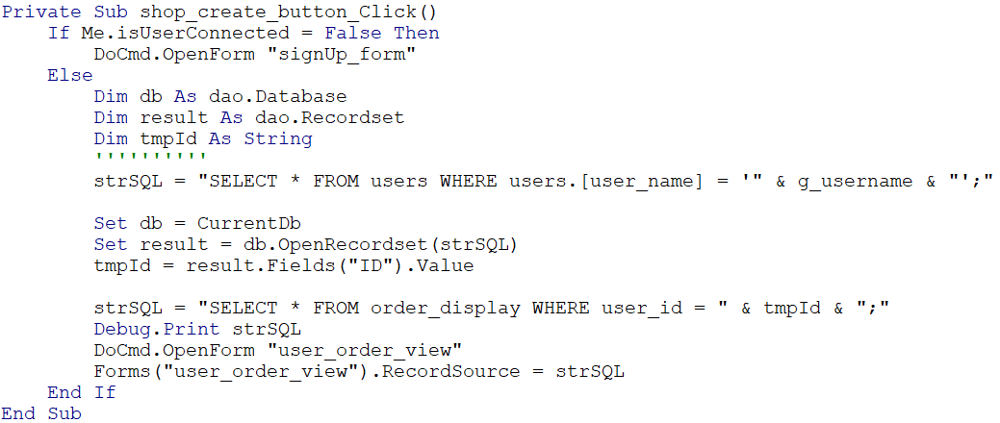 Private Sub shop_create_button_Click()
    If Me.isUserConnected = False Then
        DoCmd.OpenForm "signUp_form"
    Else
        Dim db As dao.Database
        Dim result As dao.Recordset
        Dim tmpId As String
        ''''''''''
        strSQL = "SELECT * FROM users WHERE users.[user_name] = '" & g_username & "';"
        Set db = CurrentDb
        Set result = db.OpenRecordset(strSQL)
        tmpId = result.Fields("ID").Value
        strSQL = "SELECT * FROM order_display WHERE user_id = " & tmpId & ";"
        Debug.Print strSQL
        DoCmd.OpenForm "user_order_view"
        Forms("user_order_view").RecordSource = strSQL
    End If
End Sub